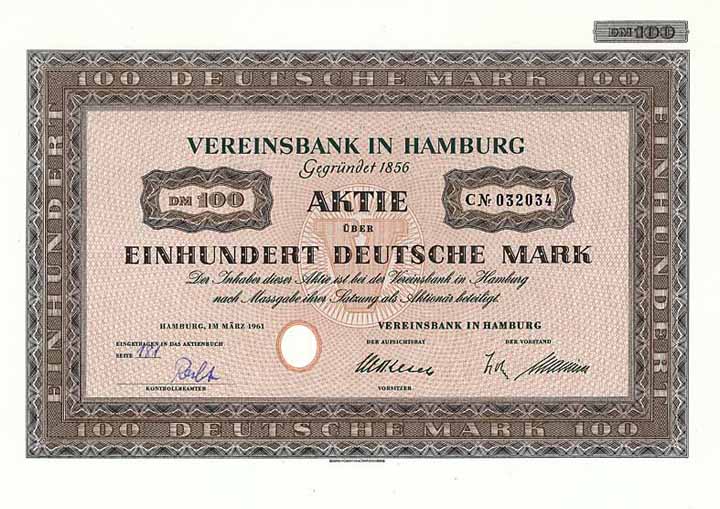 DM 100
100 DEUTSCHE MARK 100
EINHUNDERT
EINHUNDERT
VEREINSBANK IN HAMBURG
Gegründet 1856
DM 100
AKTIE
C № 032034
ÜBER
EINHUNDERT DEUTSCHE MARK
Der Inhaber dieser Aktie ist bei der Vereinsbank in Hamburg
nach Massgabe ihrer Satzung als Aktionär beteiligt.
HAMBURG, IM MÄRZ 1961
VEREINSBANK IN HAMBURG
EINGETRAGEN IN DAS AKTIENBUCH
DER AUFSICHTSRAT
DER VORSTAND
SEITE 181
KONTROLLBEAMTER
VORSITZER
100 DEUTSCHE MARK 100